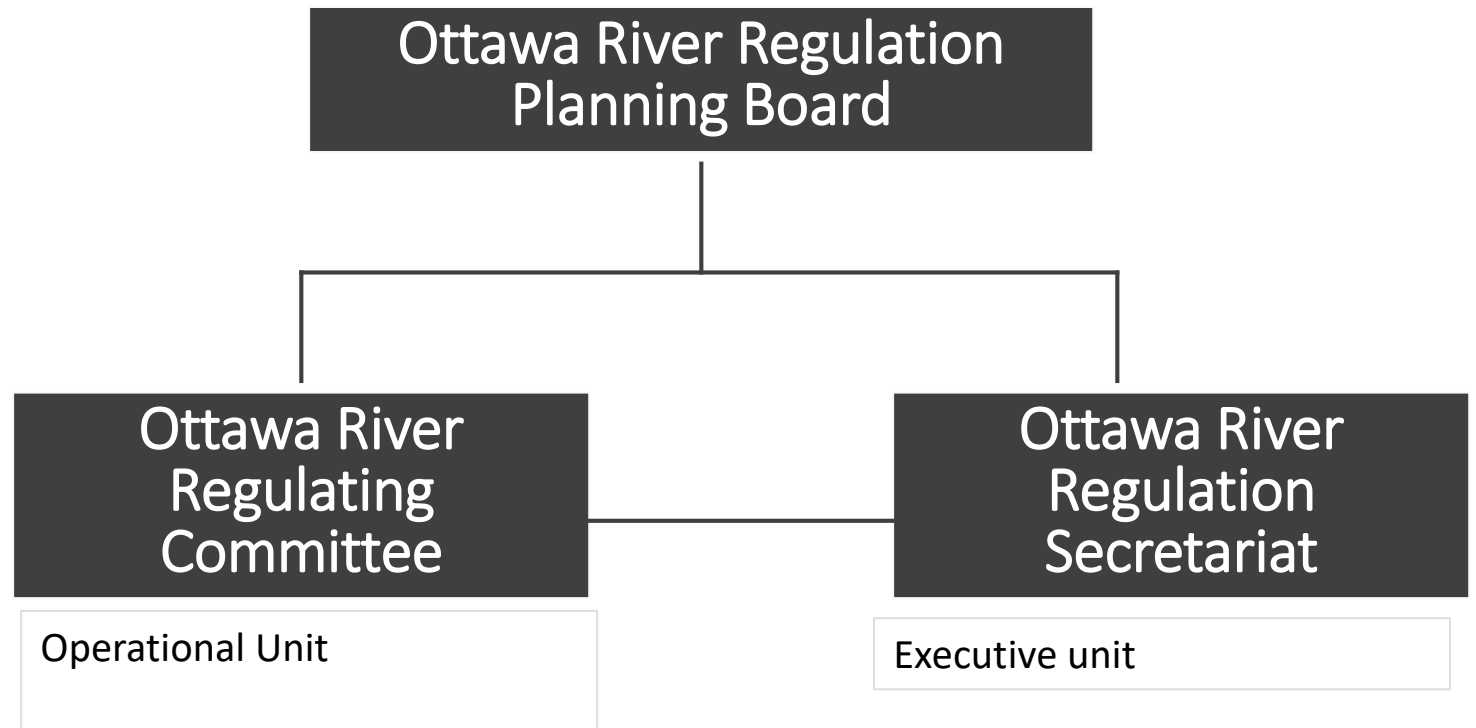 Ottawa River Regulation
Planning Board
Ottawa River
Regulating
Committee
Ottawa River
Regulation
Secretariat
Operational Unit
Executive unit